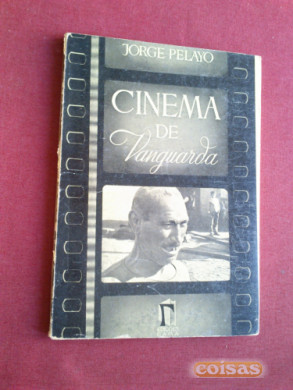 JORGE PELAYO
CINEMA
DE
Vanguarda
coisas